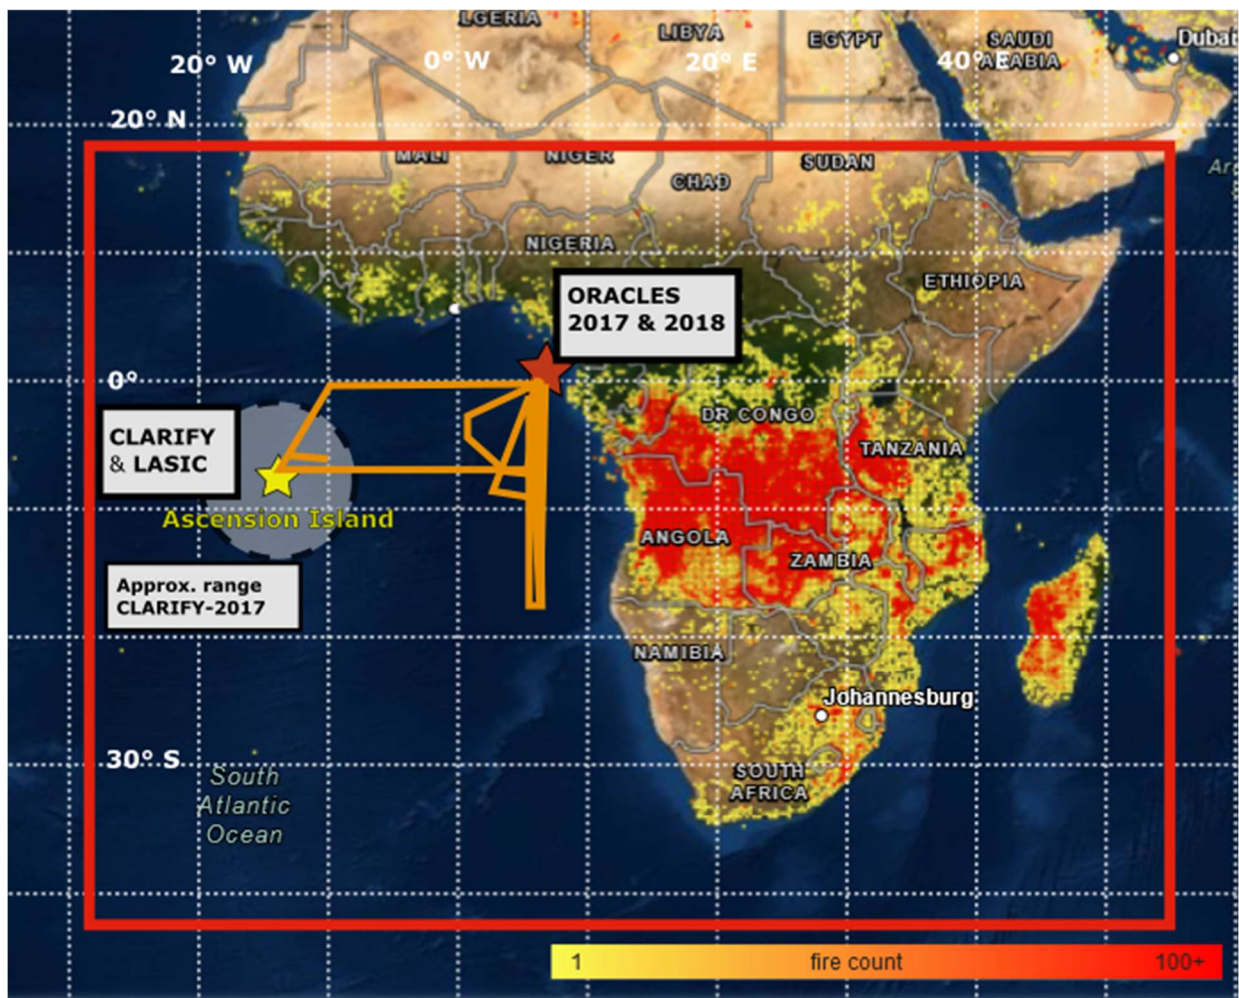 LGERIA
LIBYA
EGYPT
SAUDI
ARABIA
Dubai
20° W
0° W
20° E
40° E
20° N
MALI
NIGER
CHAD
SUDAN
Ar
NIGERIA
ETHIOPIA
ORACLES
2017 & 2018
0°
DR CONGO
TANZANIA
CLARIFY
& LASIC
Ascension Island
ANGOLA
ZAMBIA
Approx. range
CLARIFY-2017
NAMIBIA
Johannesburg
30° S
South
Atlantic
Ocean
SOUTH
AFRICA
1
fire count
100+